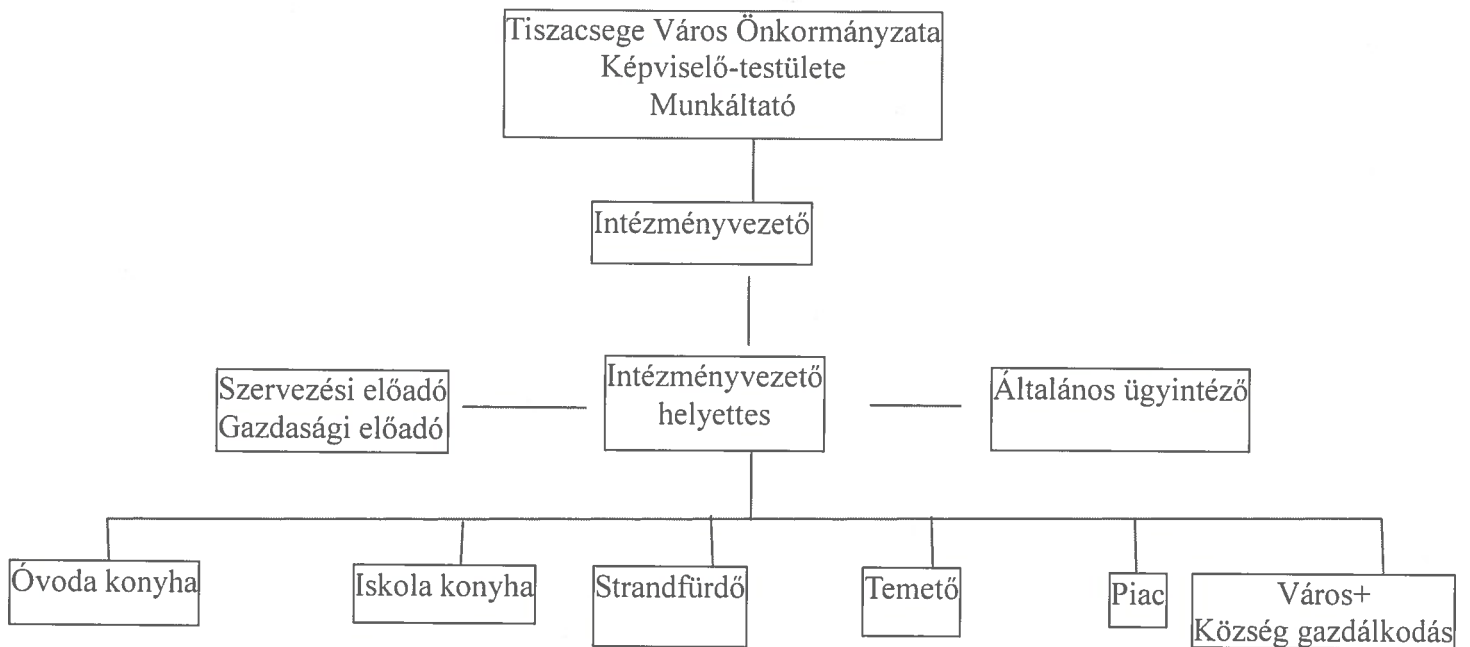 Tiszacsege Város Önkormányzata
Képviselő-testülete
Munkáltató
Intézményvezető
Szervezési előadó
Gazdasági előadó
Intézményvezető
helyettes
Általános ügyintéző
Óvoda konyha
Iskola konyha
Strandfürdő
Temető
Piac
Város+
Község gazdálkodás